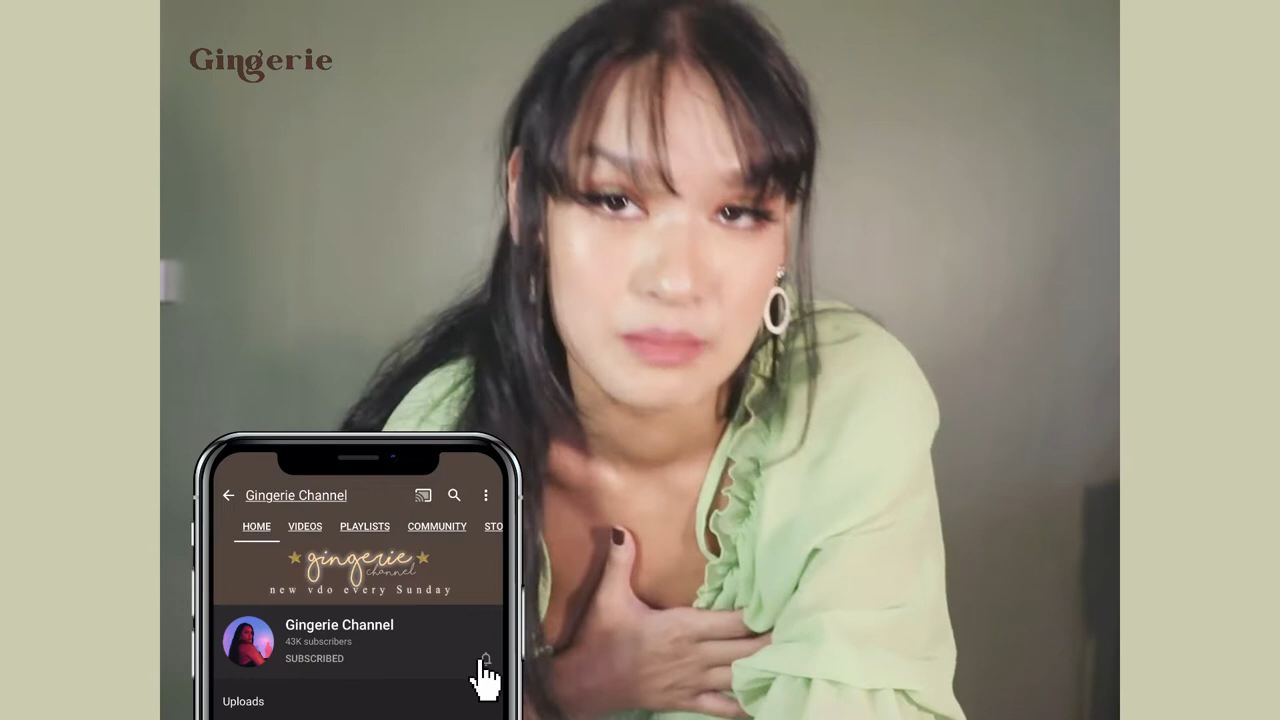 Gingerie
Gingerie Channel
HOME VIDEOS PLAYLISTS COMMUNITY STO
gingerie
channel
new vdo every Sunday
Gingerie Channel
43K subscribers
SUBSCRIBED
Uploads